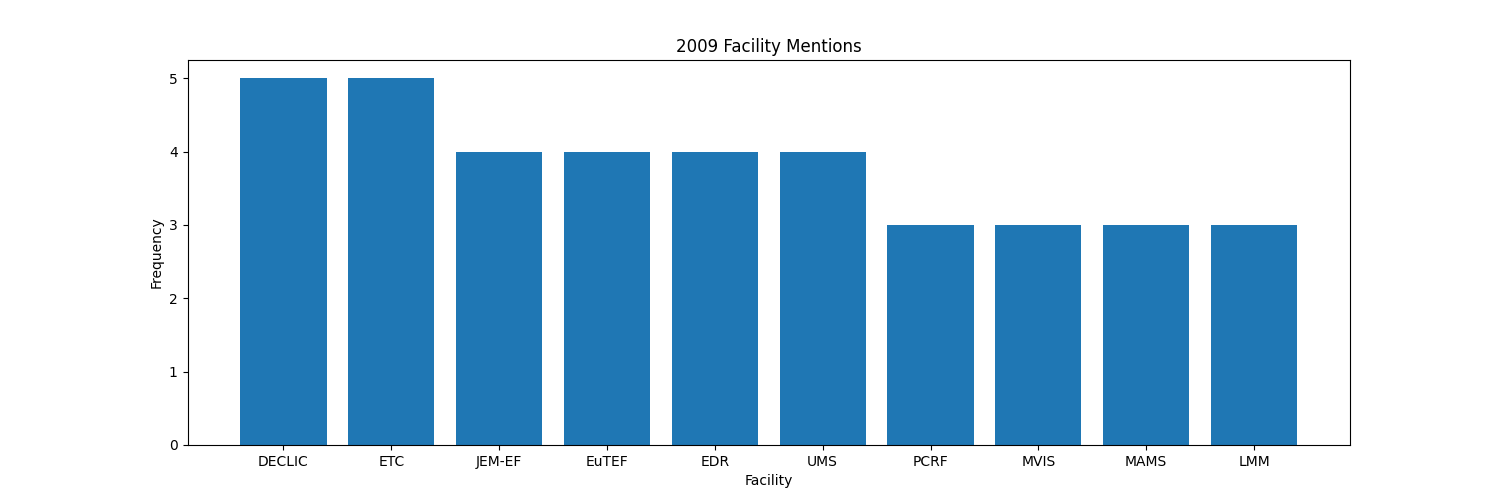 2009 Facility Mentions
Frequency
5
4
3
2
1
0
DECLIC ETC JEM-EF EuTEF EDR UMS PCRF MVIS MAMS LMM
Facility